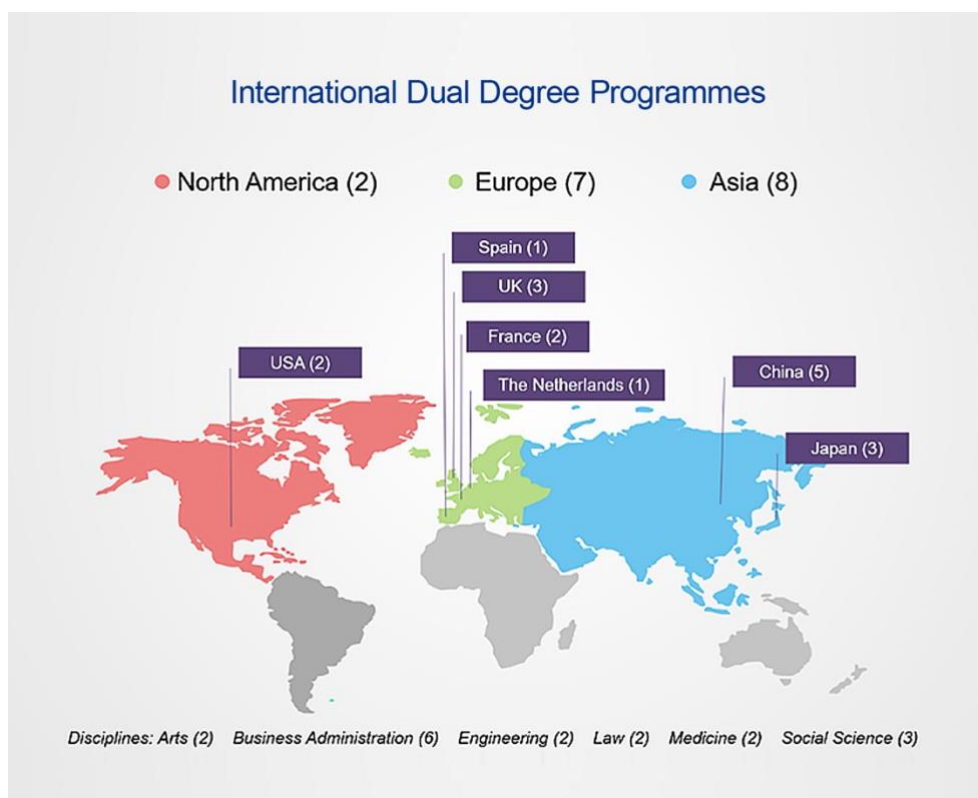 International Dual Degree Programmes
North America (2) Europe (7) Asia (8)
Spain (1)
UK (3)
France (2)
USA (2)
The Netherlands (1)
China (5)
Japan (3)
Disciplines: Arts (2) Business Administration (6) Engineering (2) Law (2) Medicine (2) Social Science (3)